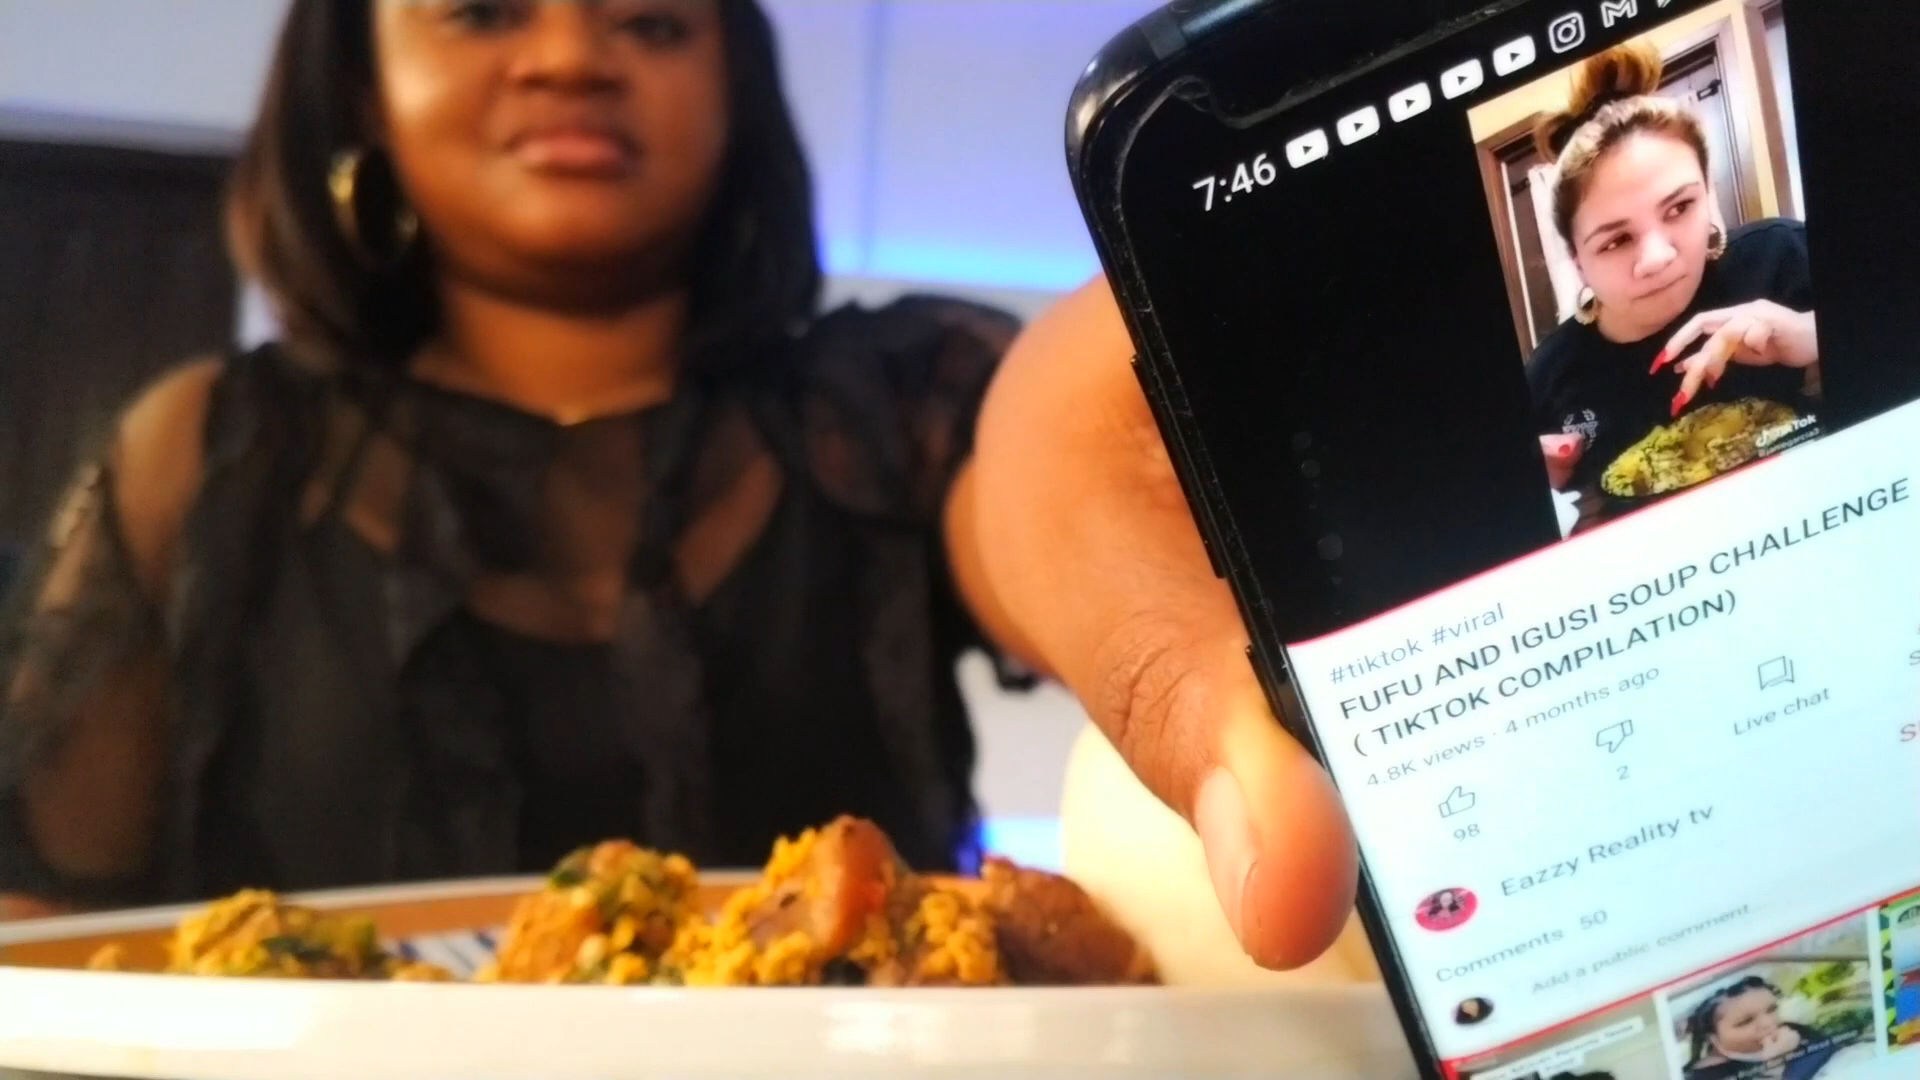 7:46
TikTok
#tiktok #viral
FUFU AND IGUSI SOUP CHALLENGE
( TIKTOK COMPILATION)
4.8K views · 4 months ago
98
2
Live chat
Eazzy Reality tv
Comments 50
Add a public comment...